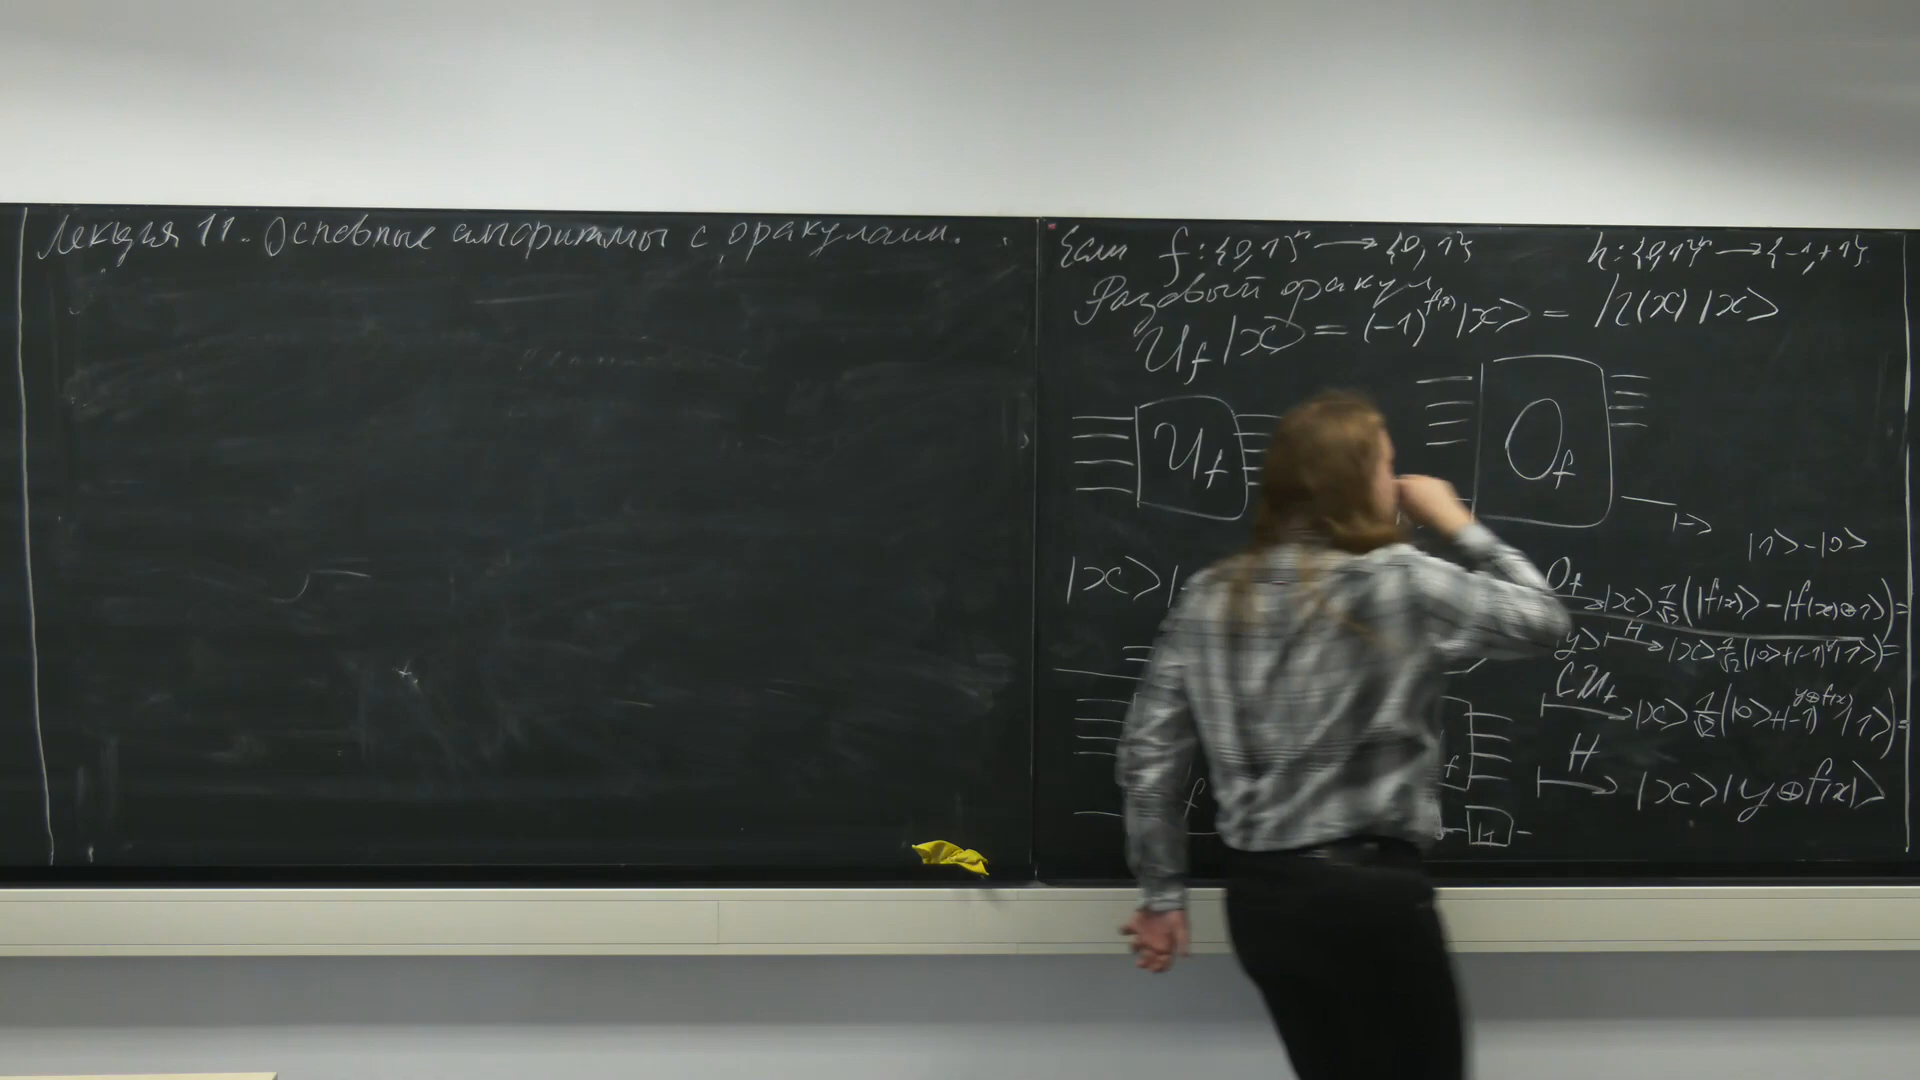 Лекция 11. Основные алгоритмы с оракулами.
Если f: {0,1}ⁿ → {0,1} h: {0,1}ⁿ → {-1,+1}.
Фазовый оракул
U_f |x> = (-1)^{f(x)} |x> = h(x) |x>
U_f O_f
|->
|1>-|0>
|x>|
O_f → |x> 1/√2 (|f(x)> - |f(x)⊕1>) =
y> ↦^H |x> 1/√2 (|0>+(-1)^y |1>) =
CU_f ↦ |x> 1/√2 (|0>+(-1)^{y⊕f(x)} |1>) =
H ↦ |x>|y⊕f(x)>
f f H